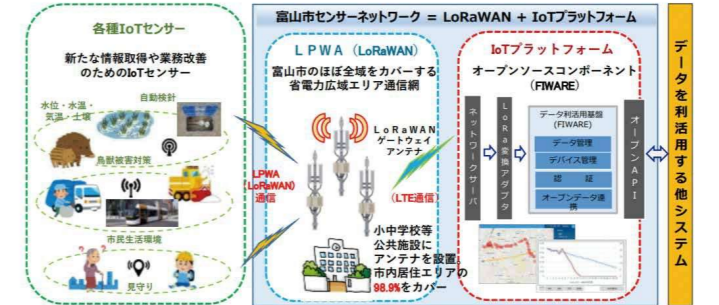 各種IoTセンサー
新たな情報取得や業務改善
のためのIoTセンサー
自動検針
水位・水温・
気温・土壌
鳥獣被害対策
市民生活環境
見守り
LPWA
(LoRaWAN)
通信
富山市センサーネットワーク = LoRaWAN + IoTプラットフォーム
LPWA（LoRaWAN）
富山市のほぼ全域をカバーする
省電力広域エリア通信網
LoRaWAN
ゲートウェイ
アンテナ
（LTE通信）
小中学校等
公共施設に
アンテナを設置。
市内居住エリアの
98.9%をカバー
IoTプラットフォーム
オープンソースコンポーネント
（FIWARE）
ネットワークサーバ
LoRa変換アダプタ
データ利活用基盤
(FIWARE)
データ管理
デバイス管理
認　証
オープンデータ連
携
オープンAPI
データを利活用する他システム